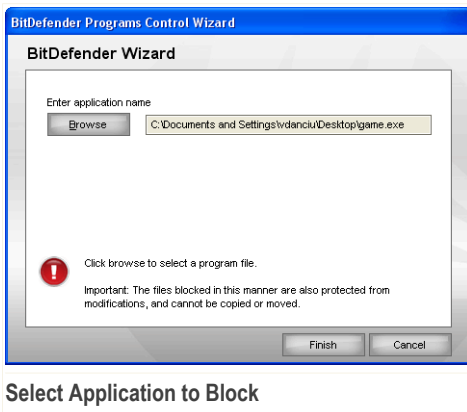 BitDefender Programs Control Wizard
BitDefender Wizard
Enter application name
Browse
C:\Documents and Settings\vdanciu\Desktop\game.exe
Click browse to select a program file.
Important: The files blocked in this manner are also protected from
modifications, and cannot be copied or moved.
Finish
Cancel
Select Application to Block